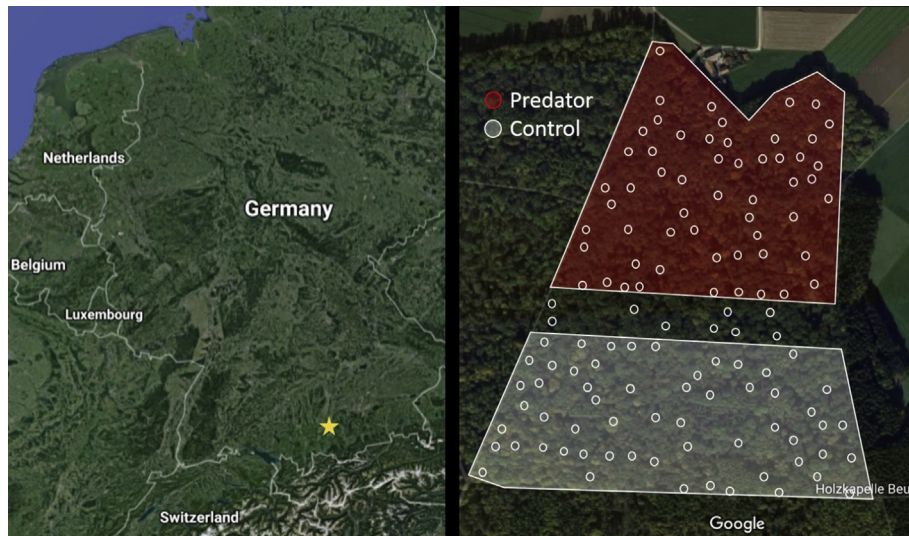 Netherlands
Germany
Belgium
Luxembourg
Switzerland
Predator
Control
Holzkapelle Beu
Google